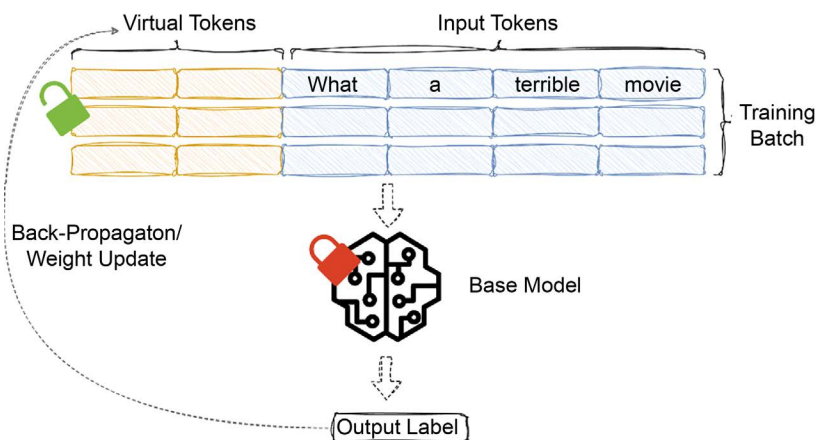 Virtual Tokens
Input Tokens
What a terrible movie
Training
Batch
Back-Propagaton/
Weight Update
Base Model
Output Label